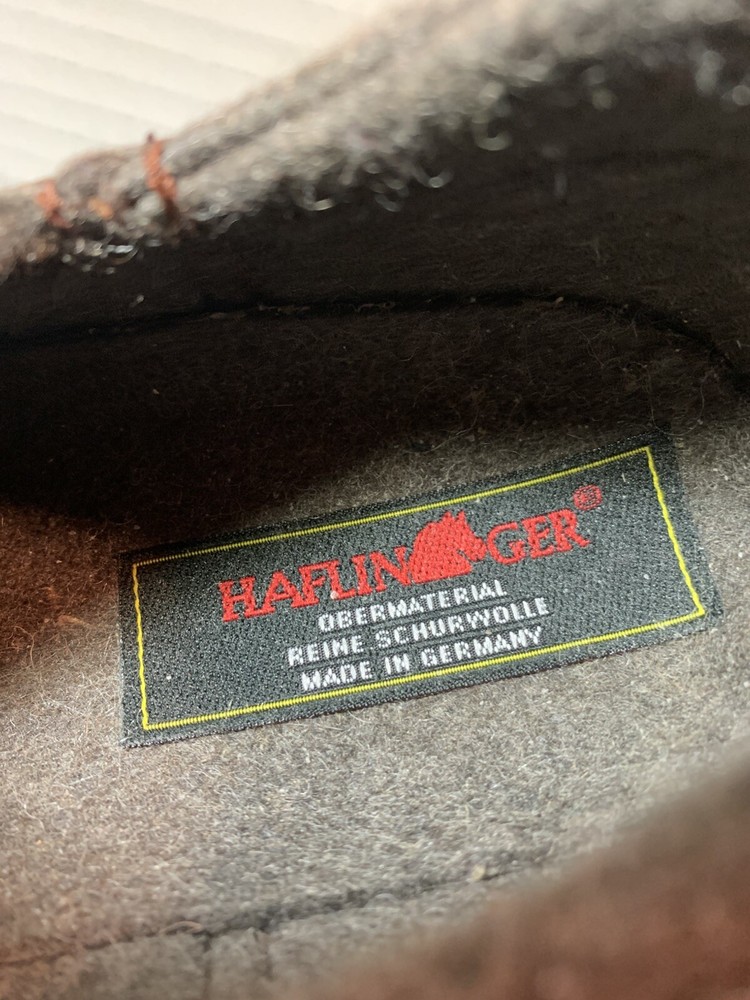 HAFLINGER®
OBERMATERIAL
REINE SCHURWOLLE
MADE IN GERMANY